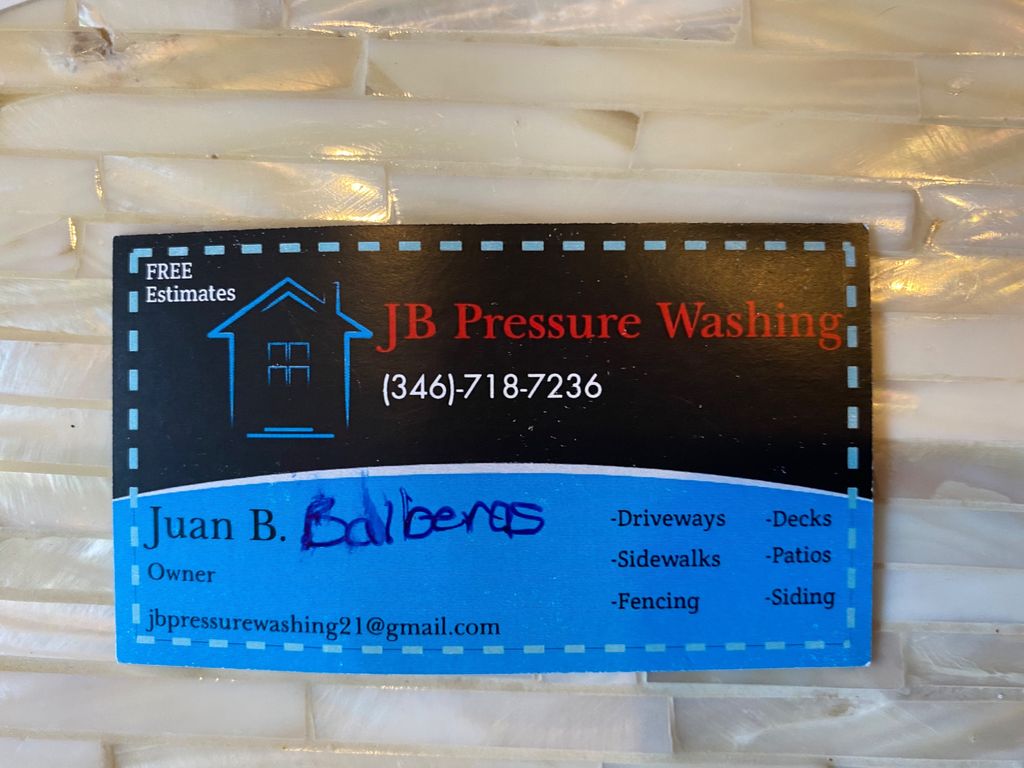 FREE
Estimates
JB Pressure Washing
(346)-718-7236
Juan B. Balberas
Owner
jbpressurewashing21@gmail.com
-Driveways
-Sidewalks
-Fencing
-Decks
-Patios
-Siding